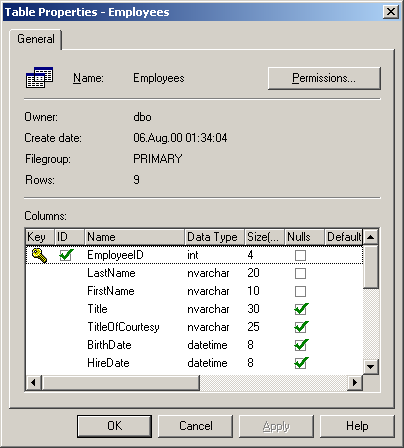 Table Properties - Employees
General
Name: Employees Permissions...
Owner: dbo
Create date: 06.Aug.00 01:34:04
Filegroup: PRIMARY
Rows: 9
Columns:
Key ID Name Data Type Size(... Nulls Default
EmployeeID int 4
LastName nvarchar 20
FirstName nvarchar 10
Title nvarchar 30
TitleOfCourtesy nvarchar 25
BirthDate datetime 8
HireDate datetime 8
OK Cancel Apply Help